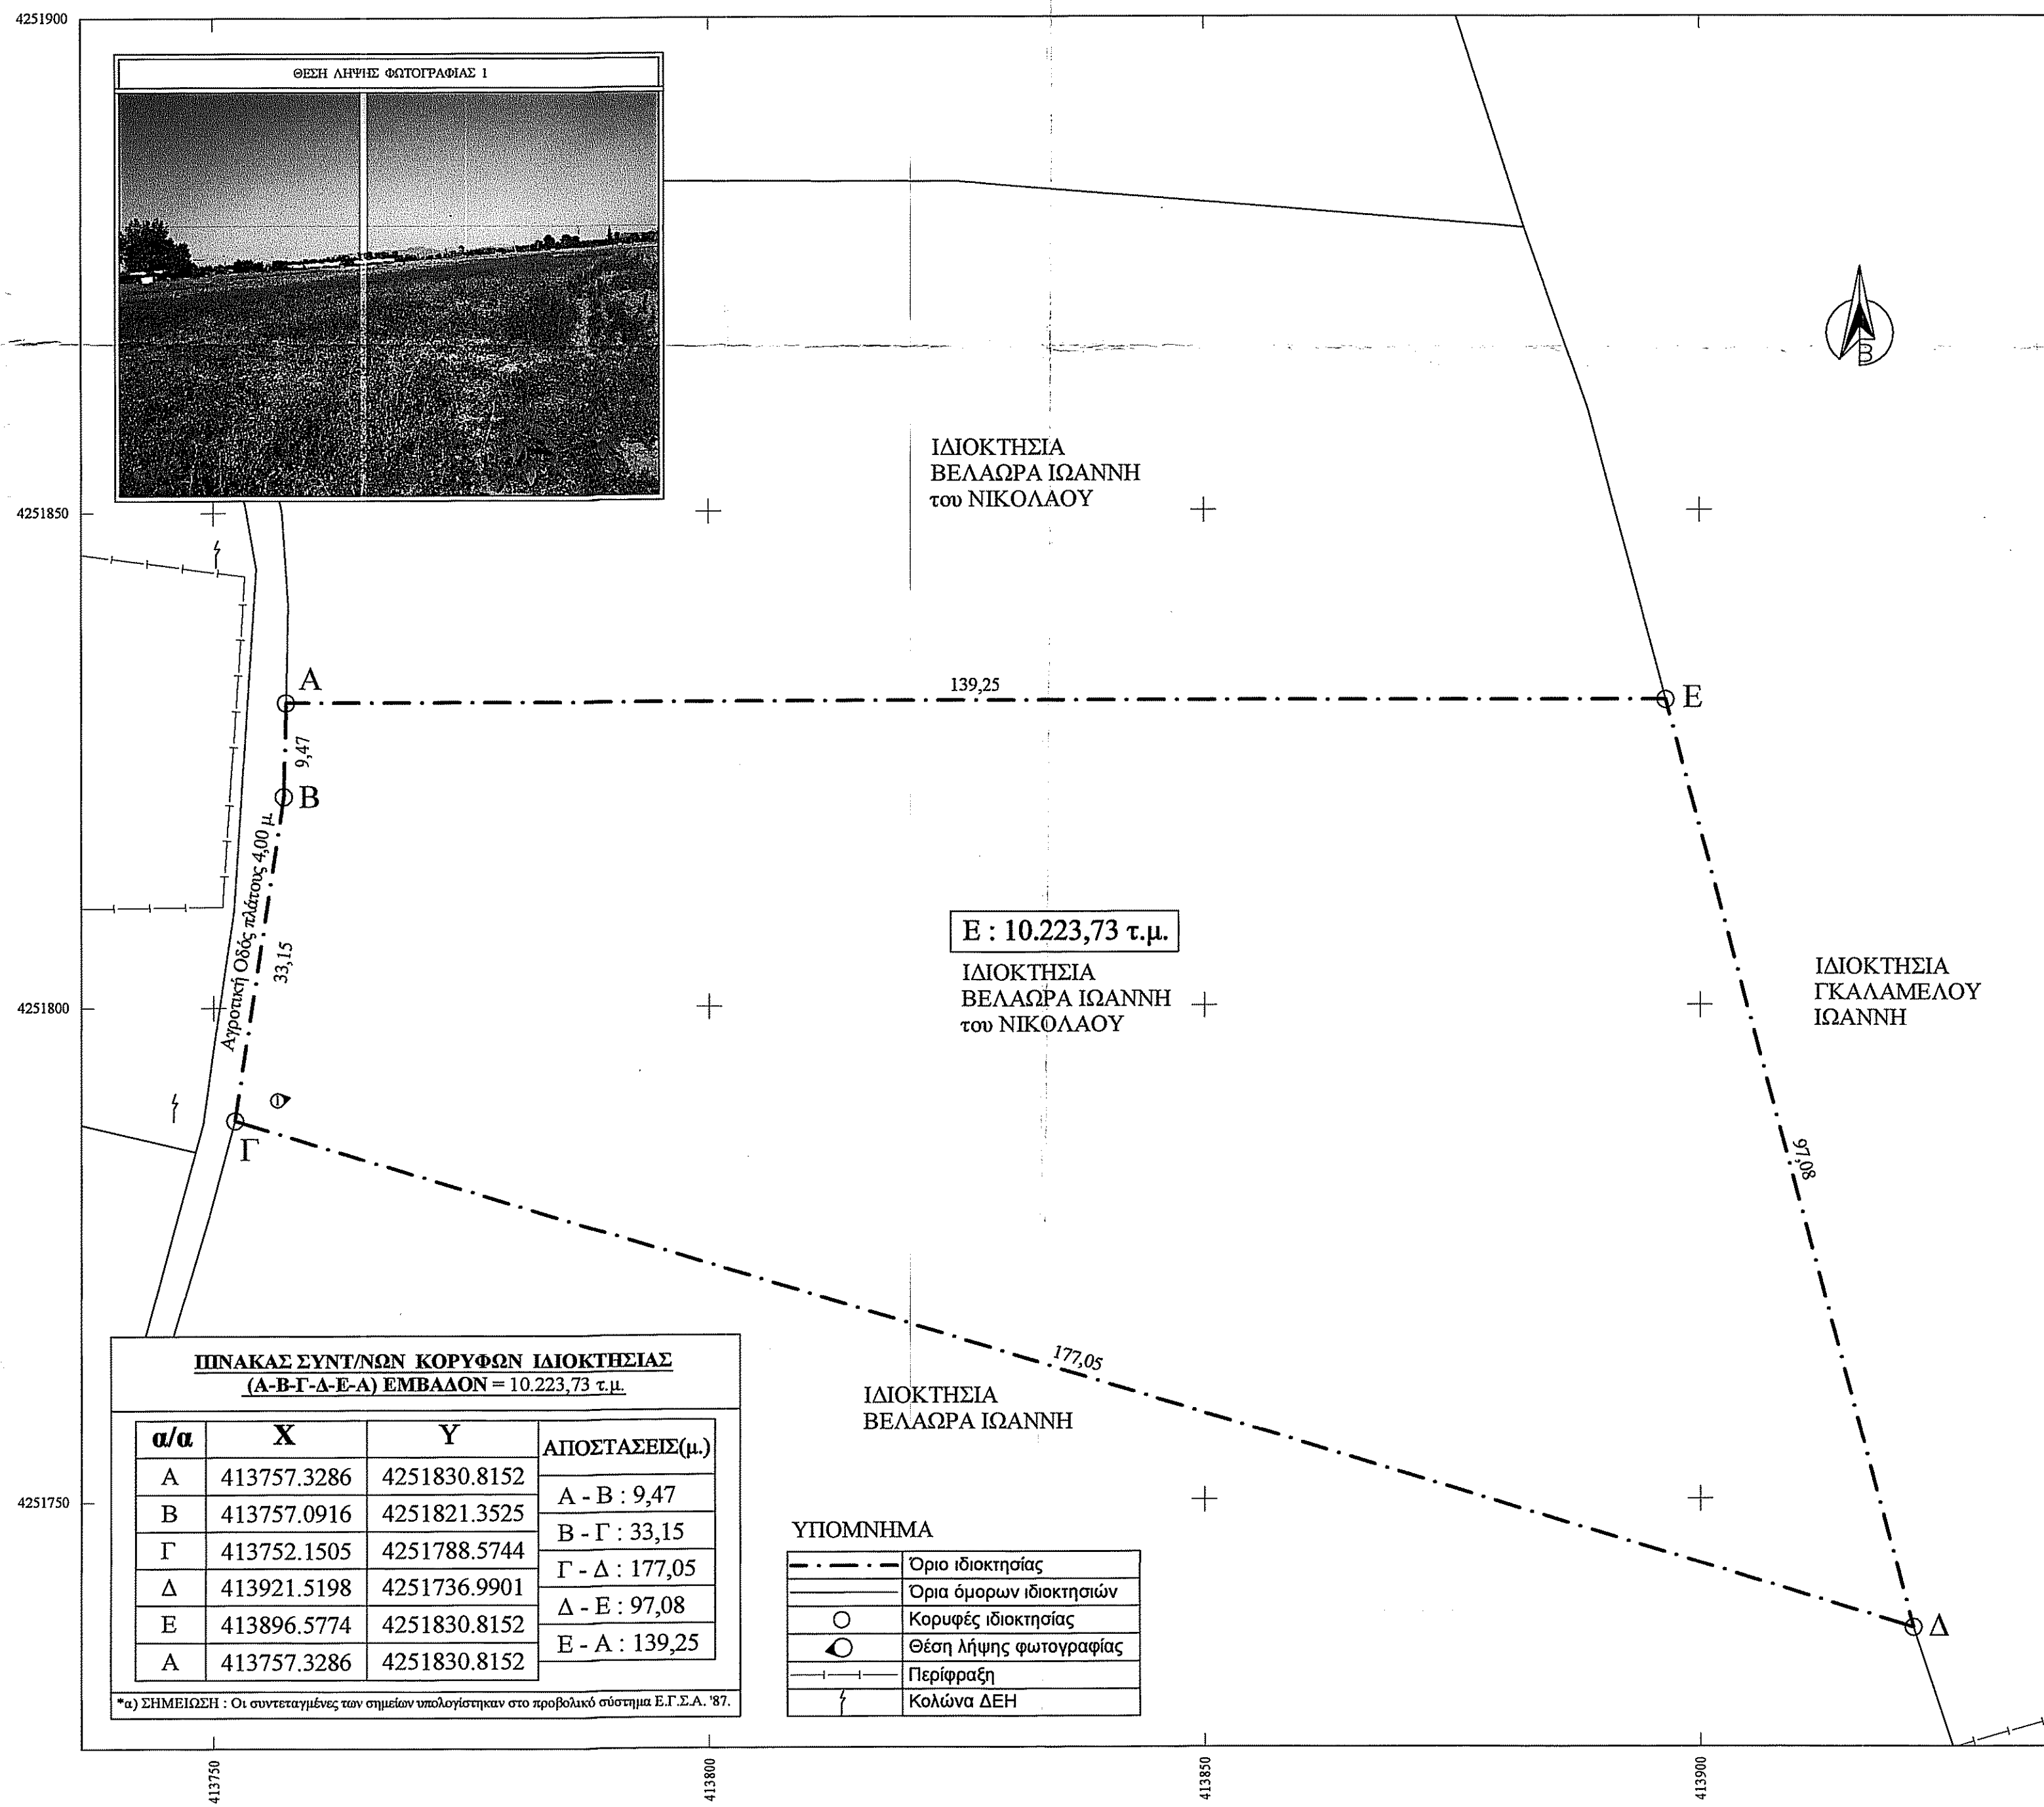 4251900
ΘΕΣΗ ΛΗΨΗΣ ΦΩΤΟΓΡΑΦΙΑΣ 1
Β
ΙΔΙΟΚΤΗΣΙΑ
ΒΕΛΑΩΡΑ ΙΩΑΝΝΗ
του ΝΙΚΟΛΑΟΥ
4251850
Α
139,25
Ε
9,47
Β
Αγροτική Οδός πλάτους 4,00 μ.
33,15
Ε : 10.223,73 τ.μ.
ΙΔΙΟΚΤΗΣΙΑ
ΒΕΛΑΩΡΑ ΙΩΑΝΝΗ
του ΝΙΚΟΛΑΟΥ
ΙΔΙΟΚΤΗΣΙΑ
ΓΚΑΛΑΜΕΛΟΥ
ΙΩΑΝΝΗ
4251800
1
Γ
97,08
177,05
ΙΔΙΟΚΤΗΣΙΑ
ΒΕΛΑΩΡΑ ΙΩΑΝΝΗ
4251750
Δ
ΠΙΝΑΚΑΣ ΣΥΝΤ/ΝΩΝ ΚΟΡΥΦΩΝ ΙΔΙΟΚΤΗΣΙΑΣ
(Α-Β-Γ-Δ-Ε-Α) ΕΜΒΑΔΟΝ = 10.223,73 τ.μ.
α/α X Y ΑΠΟΣΤΑΣΕΙΣ(μ.)
Α 413757.3286 4251830.8152
Α - Β : 9,47
Β 413757.0916 4251821.3525
Β - Γ : 33,15
Γ 413752.1505 4251788.5744
Γ - Δ : 177,05
Δ 413921.5198 4251736.9901
Δ - Ε : 97,08
Ε 413896.5774 4251830.8152
Ε - Α : 139,25
Α 413757.3286 4251830.8152
*α) ΣΗΜΕΙΩΣΗ : Οι συντεταγμένες των σημείων υπολογίστηκαν στο προβολικό σύστημα Ε.Γ.Σ.Α. '87.
ΥΠΟΜΝΗΜΑ
Όριο ιδιοκτησίας
Όρια όμορων ιδιοκτησιών
Κορυφές ιδιοκτησίας
Θέση λήψης φωτογραφίας
Περίφραξη
Κολώνα ΔΕΗ
413750
413800
413850
413900